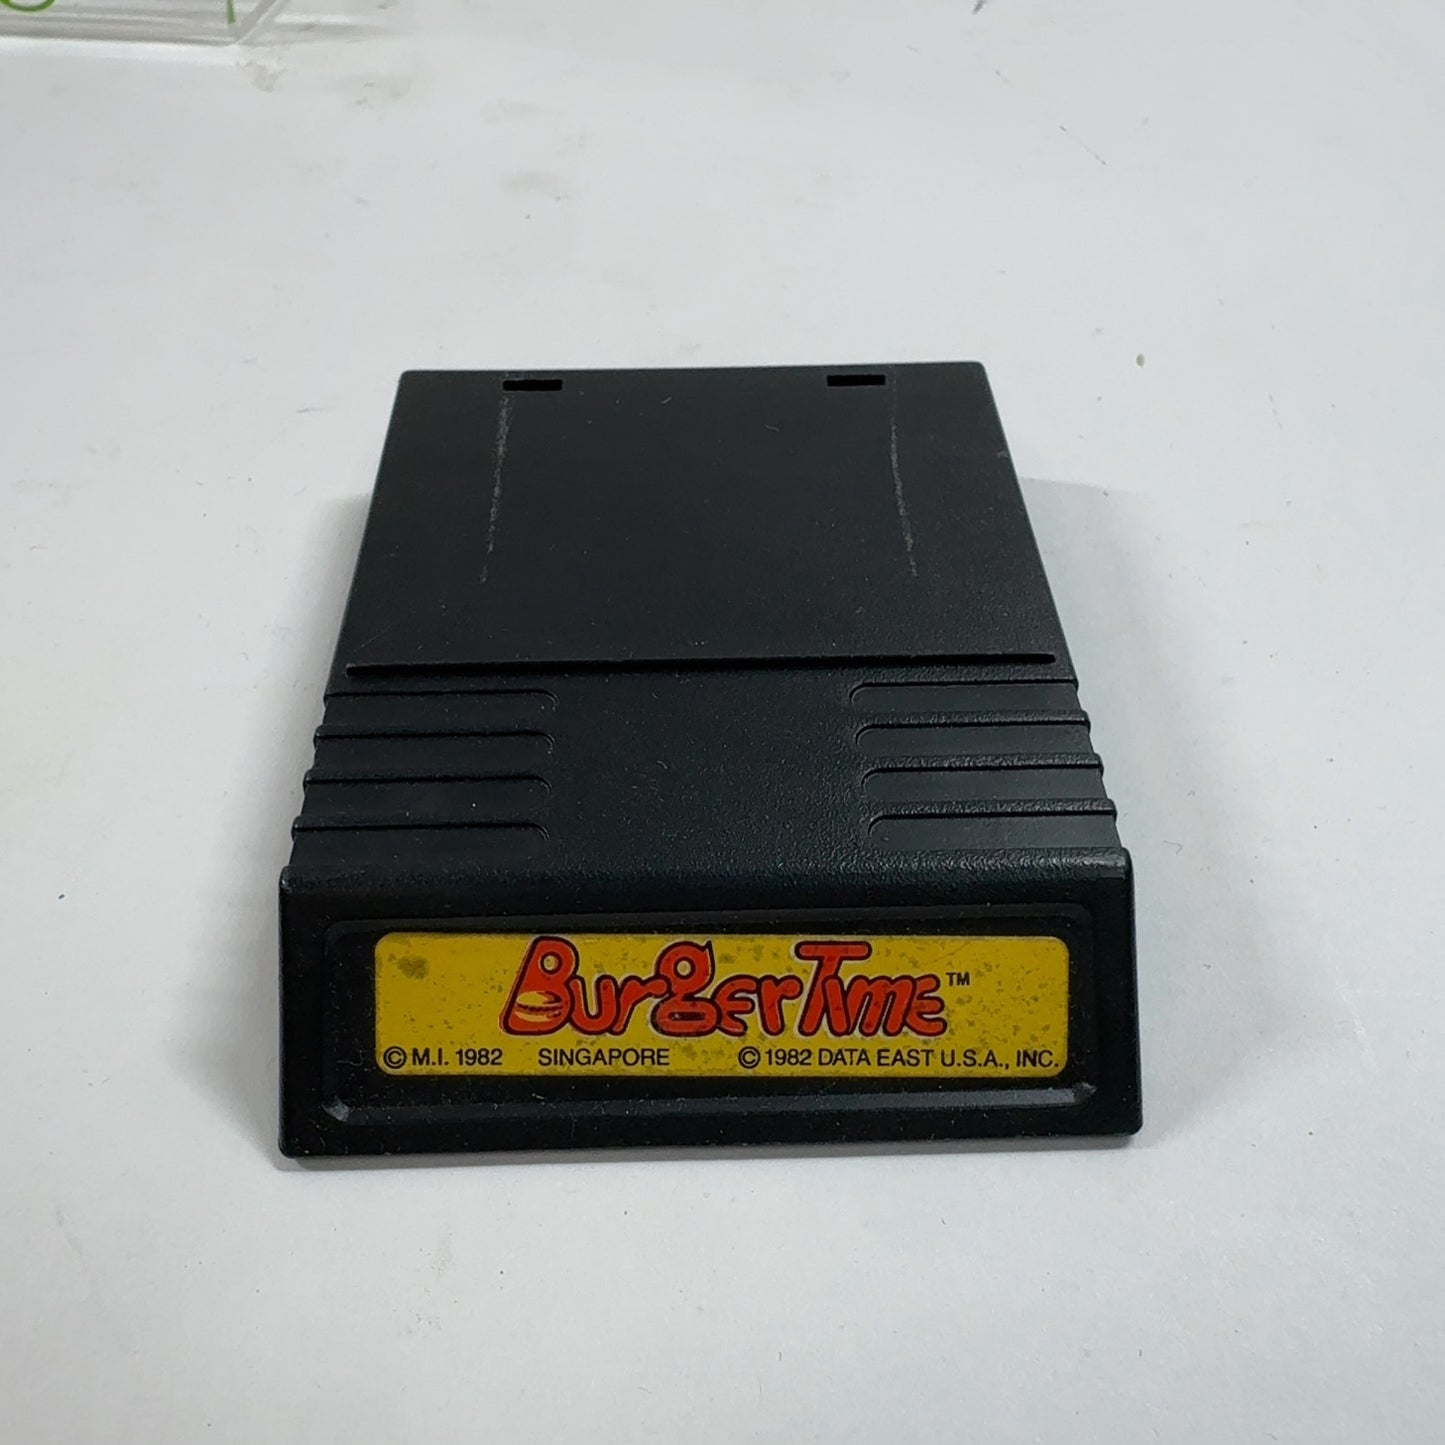 BurgerTime™
© M.I. 1982 SINGAPORE © 1982 DATA EAST U.S.A., INC.